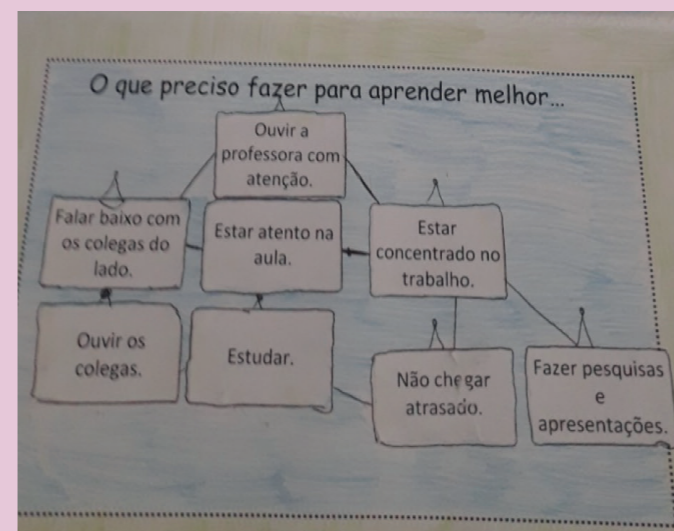 O que preciso fazer para aprender melhor...
Ouvir a
professora com
atenção.
Falar baixo com
os colegas do
lado.
Estar atento na
aula.
Estar
concentrado no
trabalho.
Ouvir os
colegas.
Estudar.
Não chegar
atrasado.
Fazer pesquisas
e
apresentações.